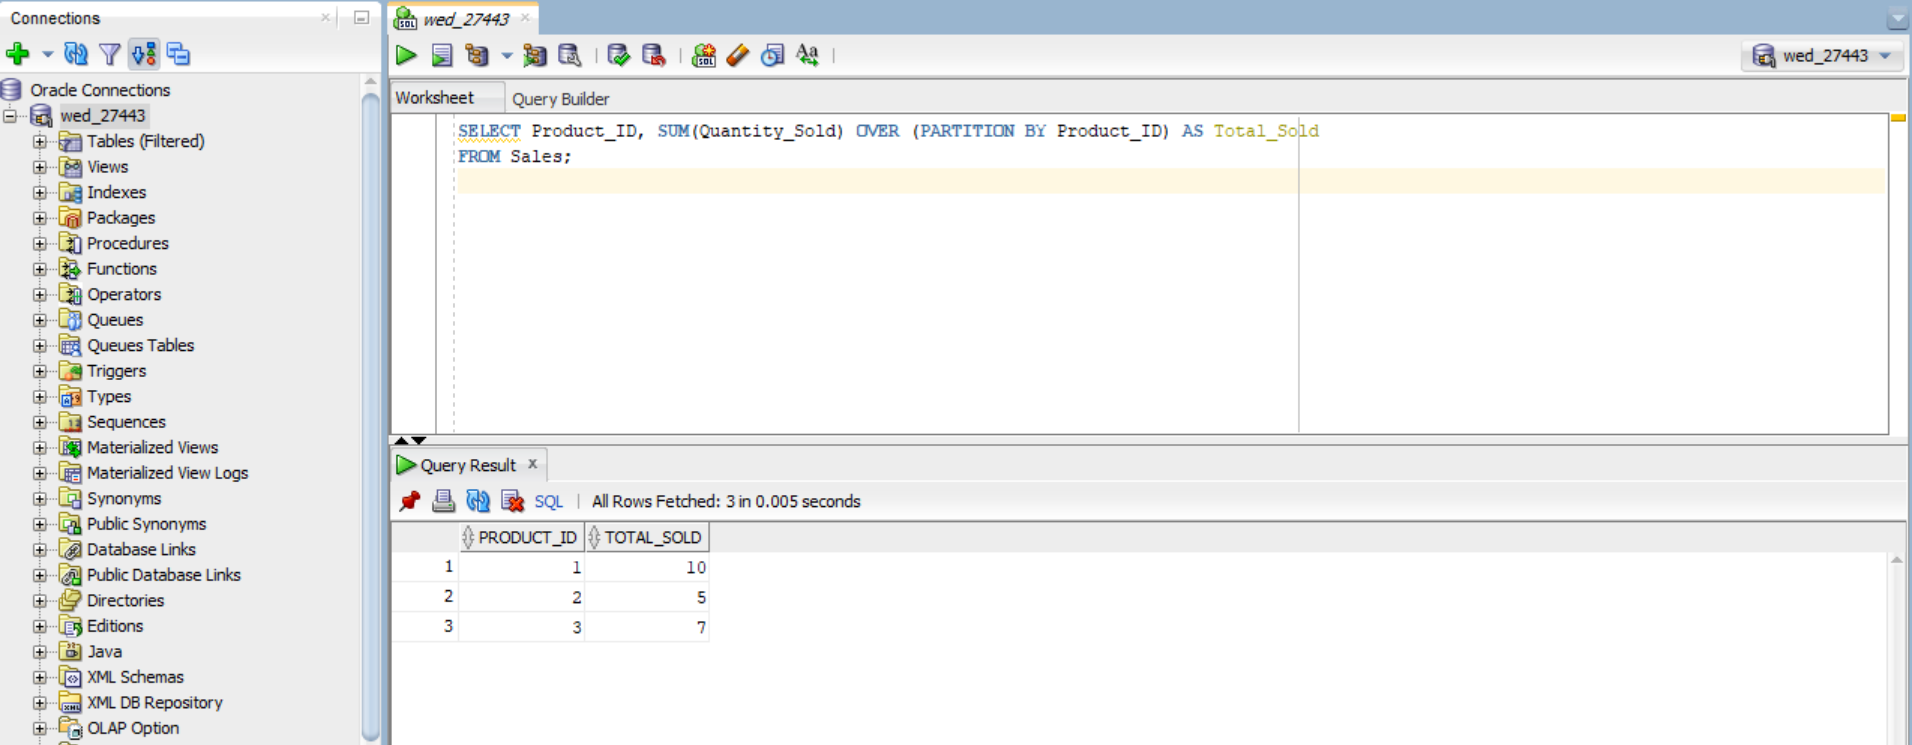 Connections
Oracle Connections
wed_27443
Tables (Filtered)
Views
Indexes
Packages
Procedures
Functions
Operators
Queues
Queues Tables
Triggers
Types
Sequences
Materialized Views
Materialized View Logs
Synonyms
Public Synonyms
Database Links
Public Database Links
Directories
Editions
Java
XML Schemas
XML DB Repository
OLAP Option
wed_27443
wed_27443
Worksheet Query Builder
SELECT Product_ID, SUM(Quantity_Sold) OVER (PARTITION BY Product_ID) AS Total_Sold
FROM Sales;
Query Result x
SQL | All Rows Fetched: 3 in 0.005 seconds
PRODUCT_ID TOTAL_SOLD
1 1 10
2 2 5
3 3 7